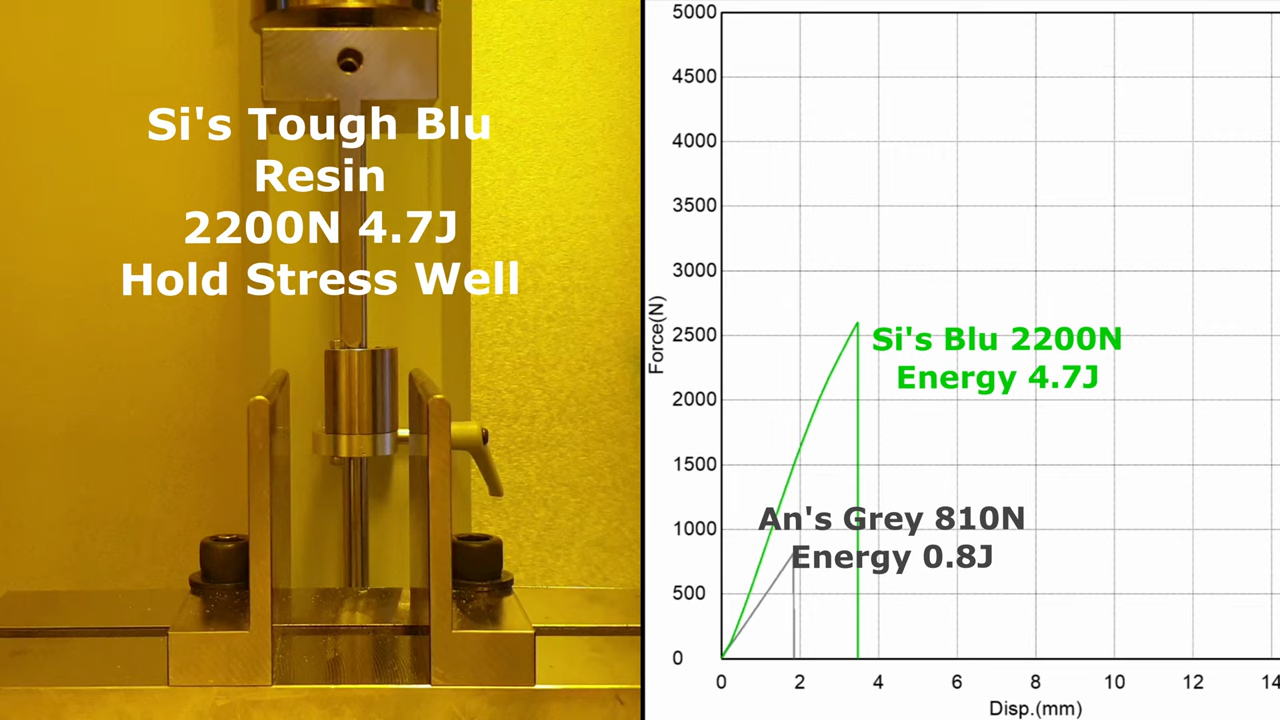 Si's Tough Blu
Resin
2200N 4.7J
Hold Stress Well
5000
4500
4000
3500
3000
2500
2000
1500
1000
500
0
Force(N)
Si's Blu 2200N
Energy 4.7J
An's Grey 810N
Energy 0.8J
0 2 4 6 8 10 12 14
Disp.(mm)